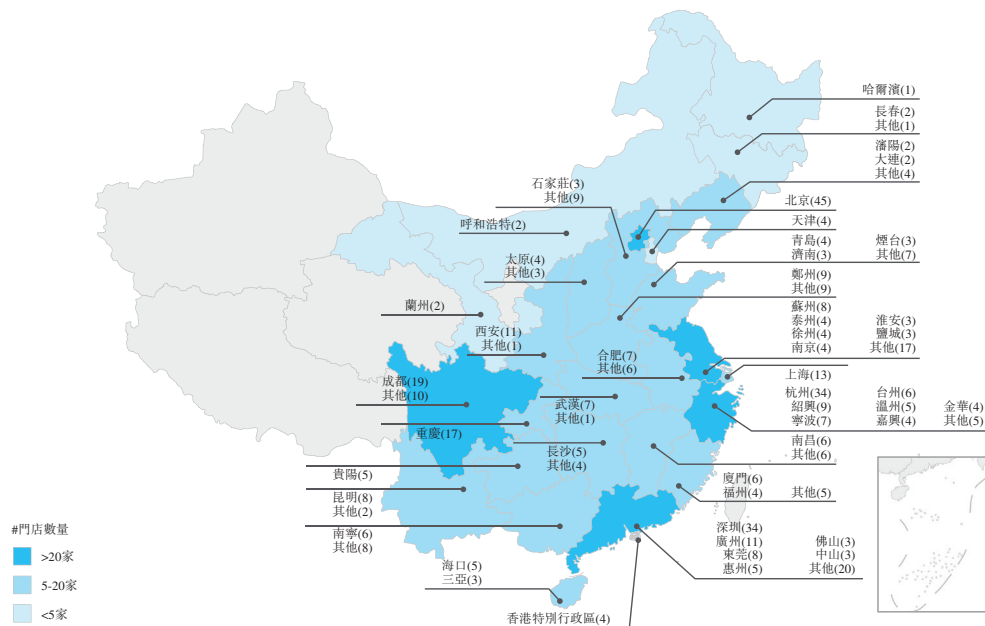 哈爾濱(1)
長春(2)
其他(1)
瀋陽(2)
大連(2)
其他(4)
石家莊(3)
其他(9)
北京(45)
呼和浩特(2)
天津(4)
青島(4) 煙台(3)
濟南(3) 其他(7)
太原(4)
其他(3)
鄭州(9)
其他(9)
蘭州(2)
蘇州(8)
泰州(4) 淮安(3)
徐州(4) 鹽城(3)
南京(4) 其他(17)
西安(11)
其他(1)
合肥(7)
其他(6)
上海(13)
成都(19)
其他(10)
杭州(34) 台州(6)
紹興(9) 溫州(5) 金華(4)
寧波(7) 嘉興(4) 其他(5)
武漢(7)
其他(1)
重慶(17)
南昌(6)
其他(6)
長沙(5)
其他(4)
貴陽(5)
廈門(6)
福州(4) 其他(5)
昆明(8)
其他(2)
深圳(34)
廣州(11) 佛山(3)
東莞(8) 中山(3)
惠州(5) 其他(20)
南寧(6)
其他(8)
海口(5)
三亞(3)
香港特別行政區(4)
#門店數量
>20家
5-20家
<5家